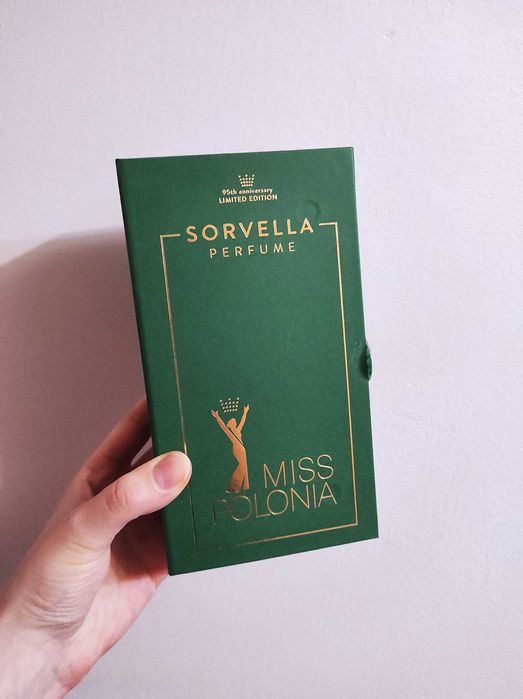 95th anniversary
LIMITED EDITION
SORVELLA
PERFUME
MISS
POLONIA